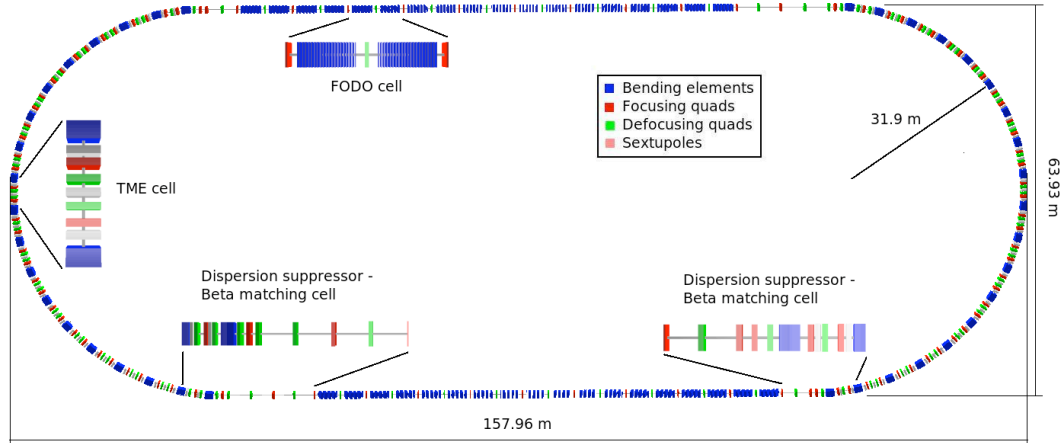 FODO cell
Bending elements
Focusing quads
Defocusing quads
Sextupoles
31.9 m
63.93 m
TME cell
Dispersion suppressor -
Beta matching cell
Dispersion suppressor -
Beta matching cell
157.96 m